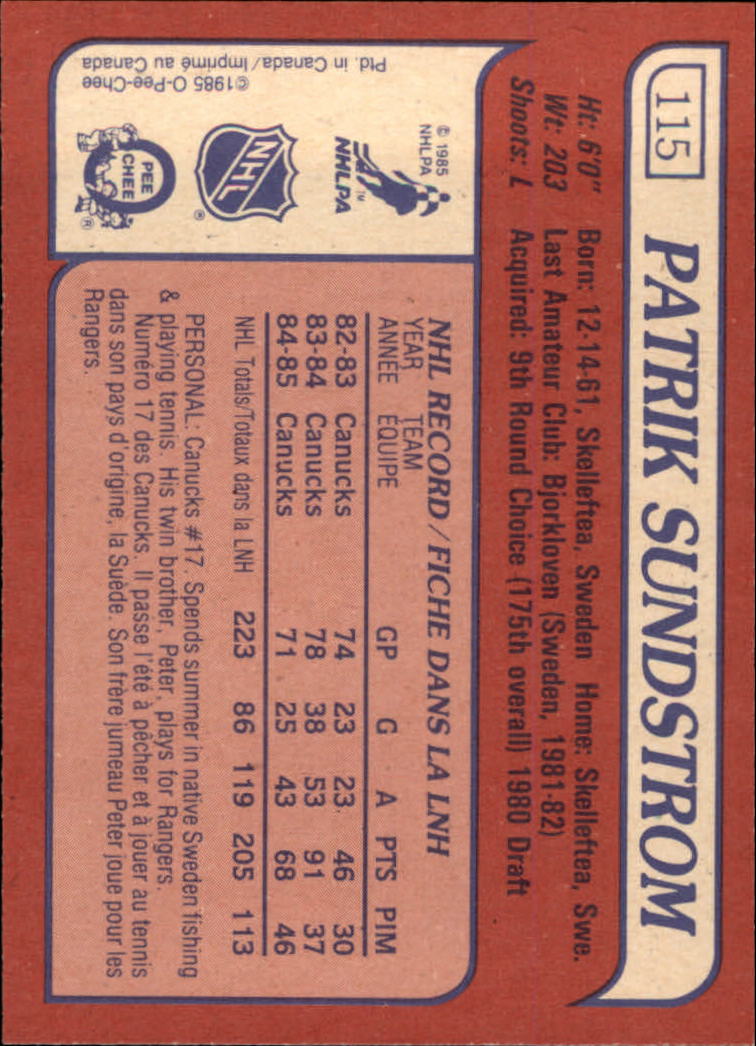 115
PATRIK SUNDSTROM
Ht: 6'0" Born: 12-14-61, Skelleftea, Sweden Home: Skelleftea, Swe.
Wt: 203 Last Amateur Club: Bjorkloven (Sweden, 1981-82)
Shoots: L Acquired: 9th Round Choice (175th overall) 1980 Draft
© 1985
NHLPA
™
NHLPA
NHL
®
PEE
CHEE
®
©1985 O-Pee-Chee
Ptd. in Canada/Imprimé au Canada
NHL RECORD/FICHE DANS LA LNH
YEAR TEAM
ANNÉE ÉQUIPE GP G A PTS PIM
82-83 Canucks 74 23 23 46 30
83-84 Canucks 78 38 53 91 37
84-85 Canucks 71 25 43 68 46
NHL Totals/Totaux dans la LNH 223 86 119 205 113
PERSONAL: Canucks #17. Spends summer in native Sweden fishing
& playing tennis. His twin brother, Peter, plays for Rangers.
Numéro 17 des Canucks. Il passe l'été à pêcher et à jouer au tennis
dans son pays d'origine, la Suède. Son frère jumeau Peter joue pour les
Rangers.